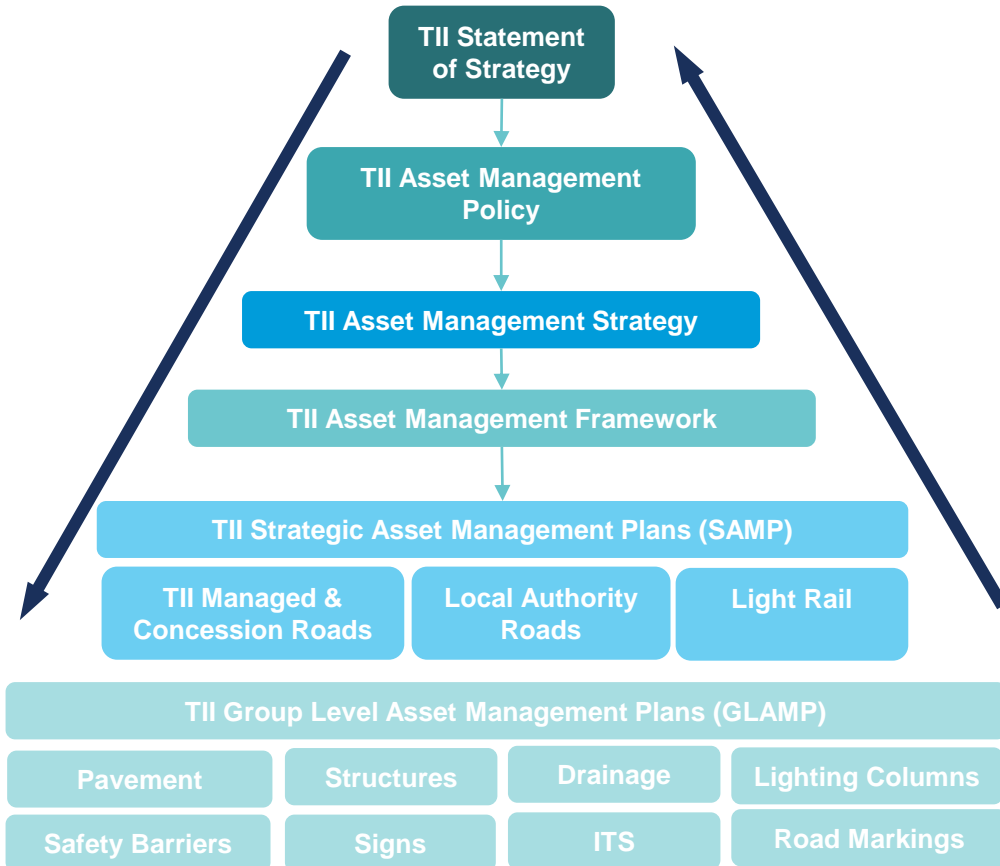 TII Statement
of Strategy
TII Asset Management
Policy
TII Asset Management Strategy
TII Asset Management Framework
TII Strategic Asset Management Plans (SAMP)
TII Managed &
Concession Roads
Local Authority
Roads
Light Rail
TII Group Level Asset Management Plans (GLAMP)
Pavement
Structures
Drainage
Lighting Columns
Safety Barriers
Signs
ITS
Road Markings